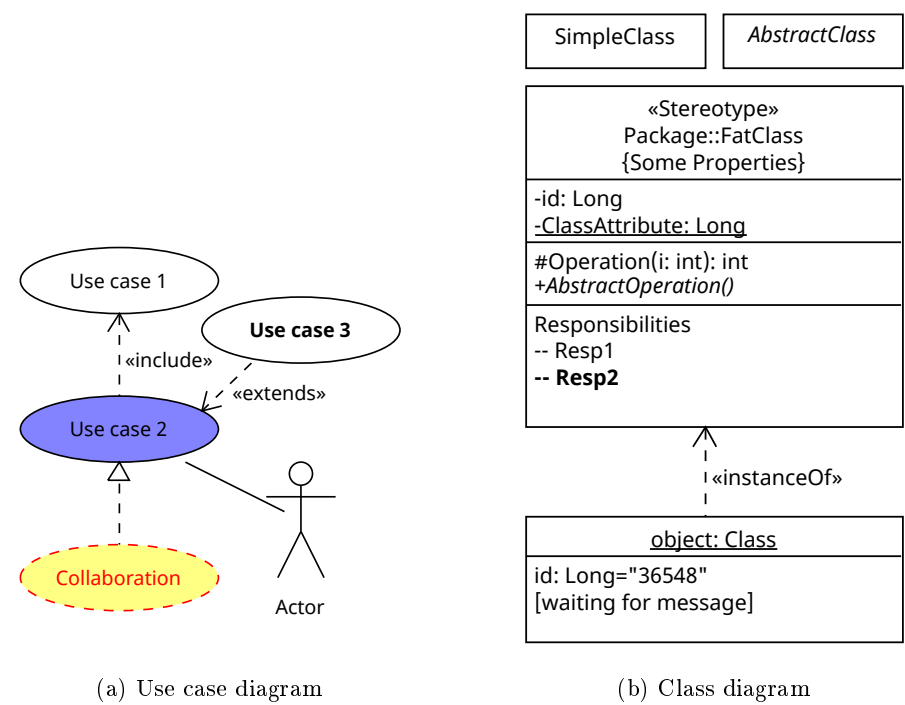 Use case 1
Use case 3
«include»
«extends»
Use case 2
Collaboration
Actor
(a) Use case diagram
SimpleClass
AbstractClass
«Stereotype»
Package::FatClass
{Some Properties}
-id: Long
-ClassAttribute: Long
#Operation(i: int): int
+AbstractOperation()
Responsibilities
-- Resp1
-- Resp2
«instanceOf»
object: Class
id: Long="36548"
[waiting for message]
(b) Class diagram